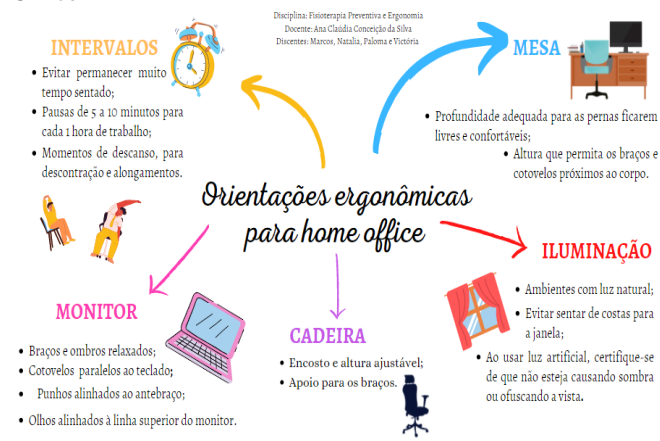 Disciplina: Fisioterapia Preventiva e Ergonomia
Docente: Ana Claúdia Conceição da Silva
Discentes: Marcos, Natalia, Paloma e Victória
INTERVALOS
• Evitar permanecer muito
tempo sentado;
• Pausas de 5 a 10 minutos para
cada 1 hora de trabalho;
• Momentos de descanso, para
descontração e alongamentos.
MESA
• Profundidade adequada para as pernas ficarem
livres e confortáveis;
• Altura que permita os braços e
cotovelos próximos ao corpo.
Orientações ergonômicas
para home office
ILUMINAÇÃO
• Ambientes com luz natural;
• Evitar sentar de costas para
a janela;
• Ao usar luz artificial, certifique-se
de que não esteja causando sombra
ou ofuscando a vista.
MONITOR
• Braços e ombros relaxados;
• Cotovelos paralelos ao teclado;
• Punhos alinhados ao antebraço;
• Olhos alinhados à linha superior do monitor.
CADEIRA
• Encosto e altura ajustável;
• Apoio para os braços.